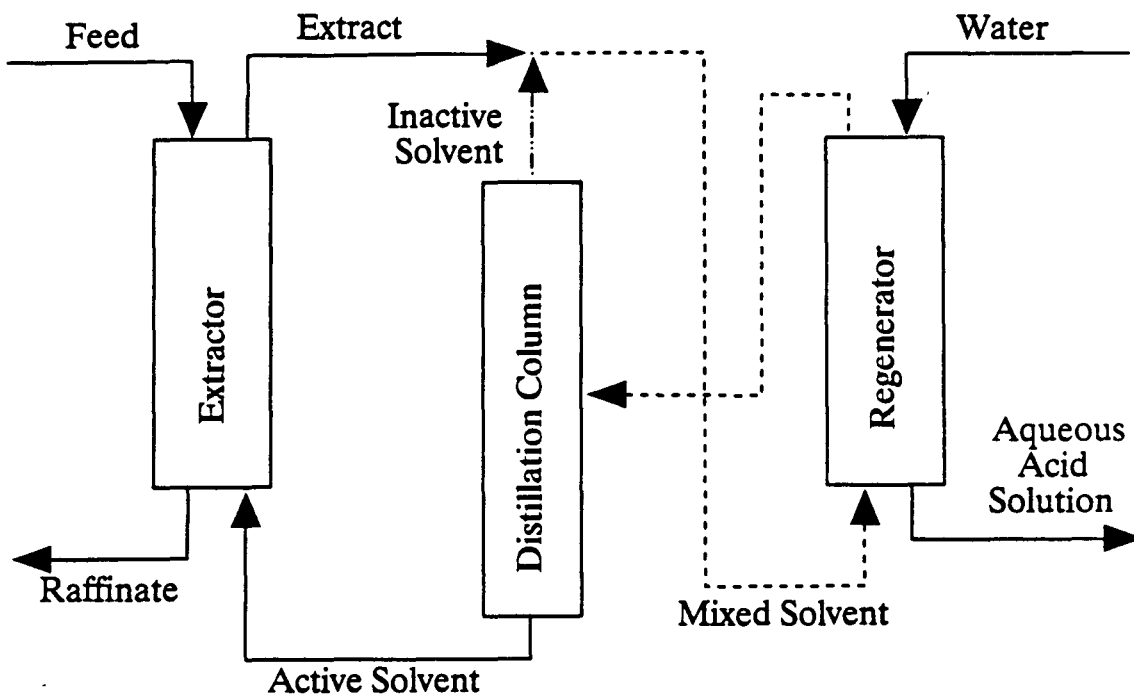 Feed
Extract
Water
Inactive
Solvent
Extractor
Distillation Column
Regenerator
Aqueous
Acid
Solution
Raffinate
Mixed Solvent
Active Solvent